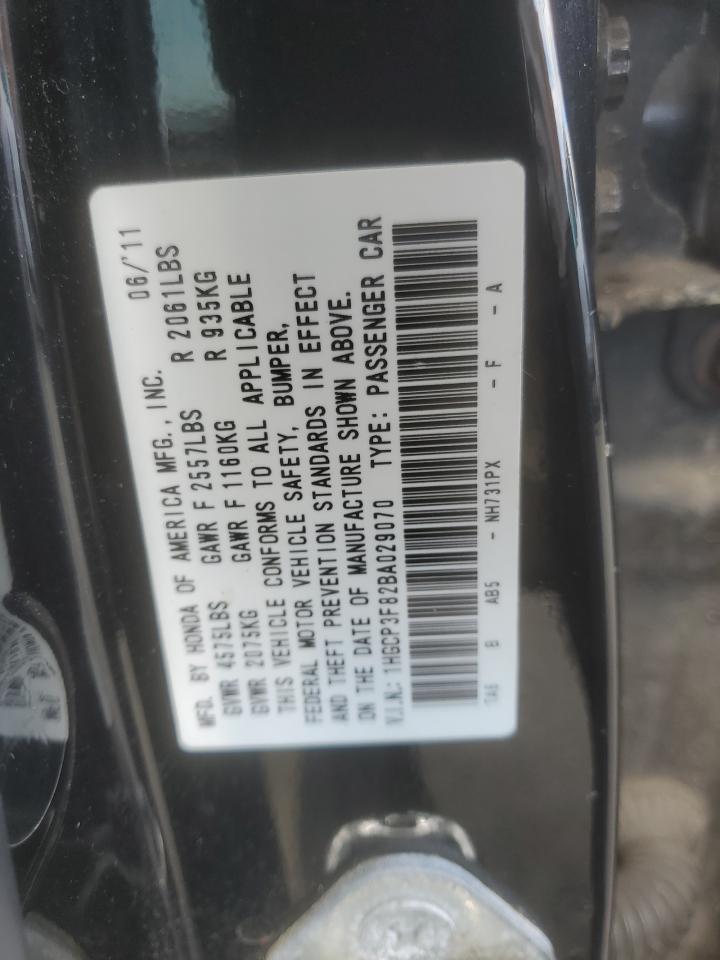 MFD. BY HONDA OF AMERICA MFG., INC. 06/'11
GVWR 4575LBS GAWR F 2557LBS R 2061LBS
GVWR 2075KG GAWR F 1160KG R 935KG
THIS VEHICLE CONFORMS TO ALL APPLICABLE
FEDERAL MOTOR VEHICLE SAFETY, BUMPER,
AND THEFT PREVENTION STANDARDS IN EFFECT
ON THE DATE OF MANUFACTURE SHOWN ABOVE.
V.I.N.: 1HGCP3F82BA029070 TYPE: PASSENGER CAR
TA6 B AB5 - NH731PX - F - A